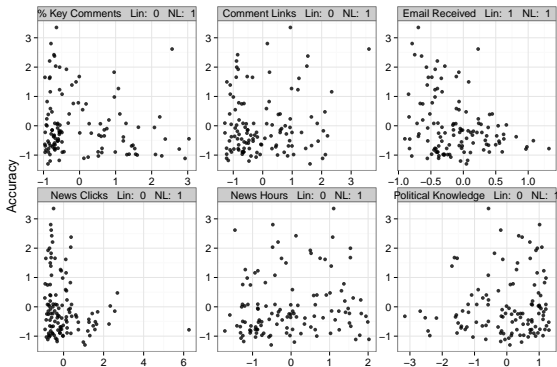 % Key Comments Lin: 0 NL: 1
Comment Links Lin: 0 NL: 1
Email Received Lin: 1 NL: 1
3
2
1
0
−1
−1 0 1 2 3
3
2
1
0
−1
−1 0 1 2 3
3
2
1
0
−1
−1.0 −0.5 0.0 0.5 1.0
Accuracy
News Clicks Lin: 0 NL: 1
News Hours Lin: 0 NL: 1
Political Knowledge Lin: 0 NL: 1
3
2
1
0
−1
0 2 4 6
3
2
1
0
−1
−1 0 1 2
3
2
1
0
−1
−3 −2 −1 0 1